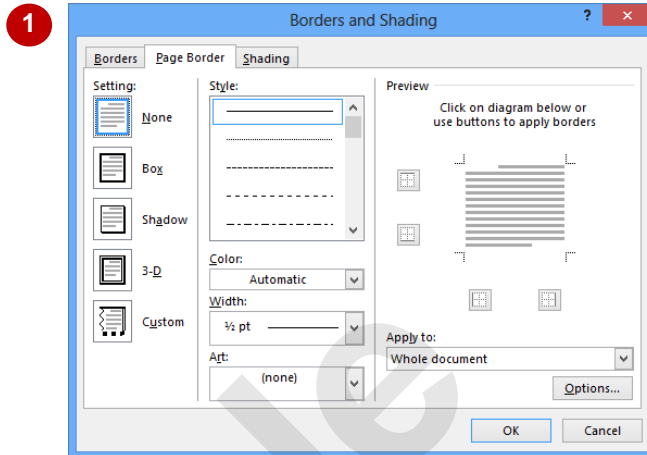 1
Borders and Shading
? ×
Borders Page Border Shading
Setting:
None
Box
Shadow
3-D
Custom
Style:
Color:
Automatic
Width:
½ pt
Art:
(none)
Preview
Click on diagram below or
use buttons to apply borders
Apply to:
Whole document
Options...
OK Cancel